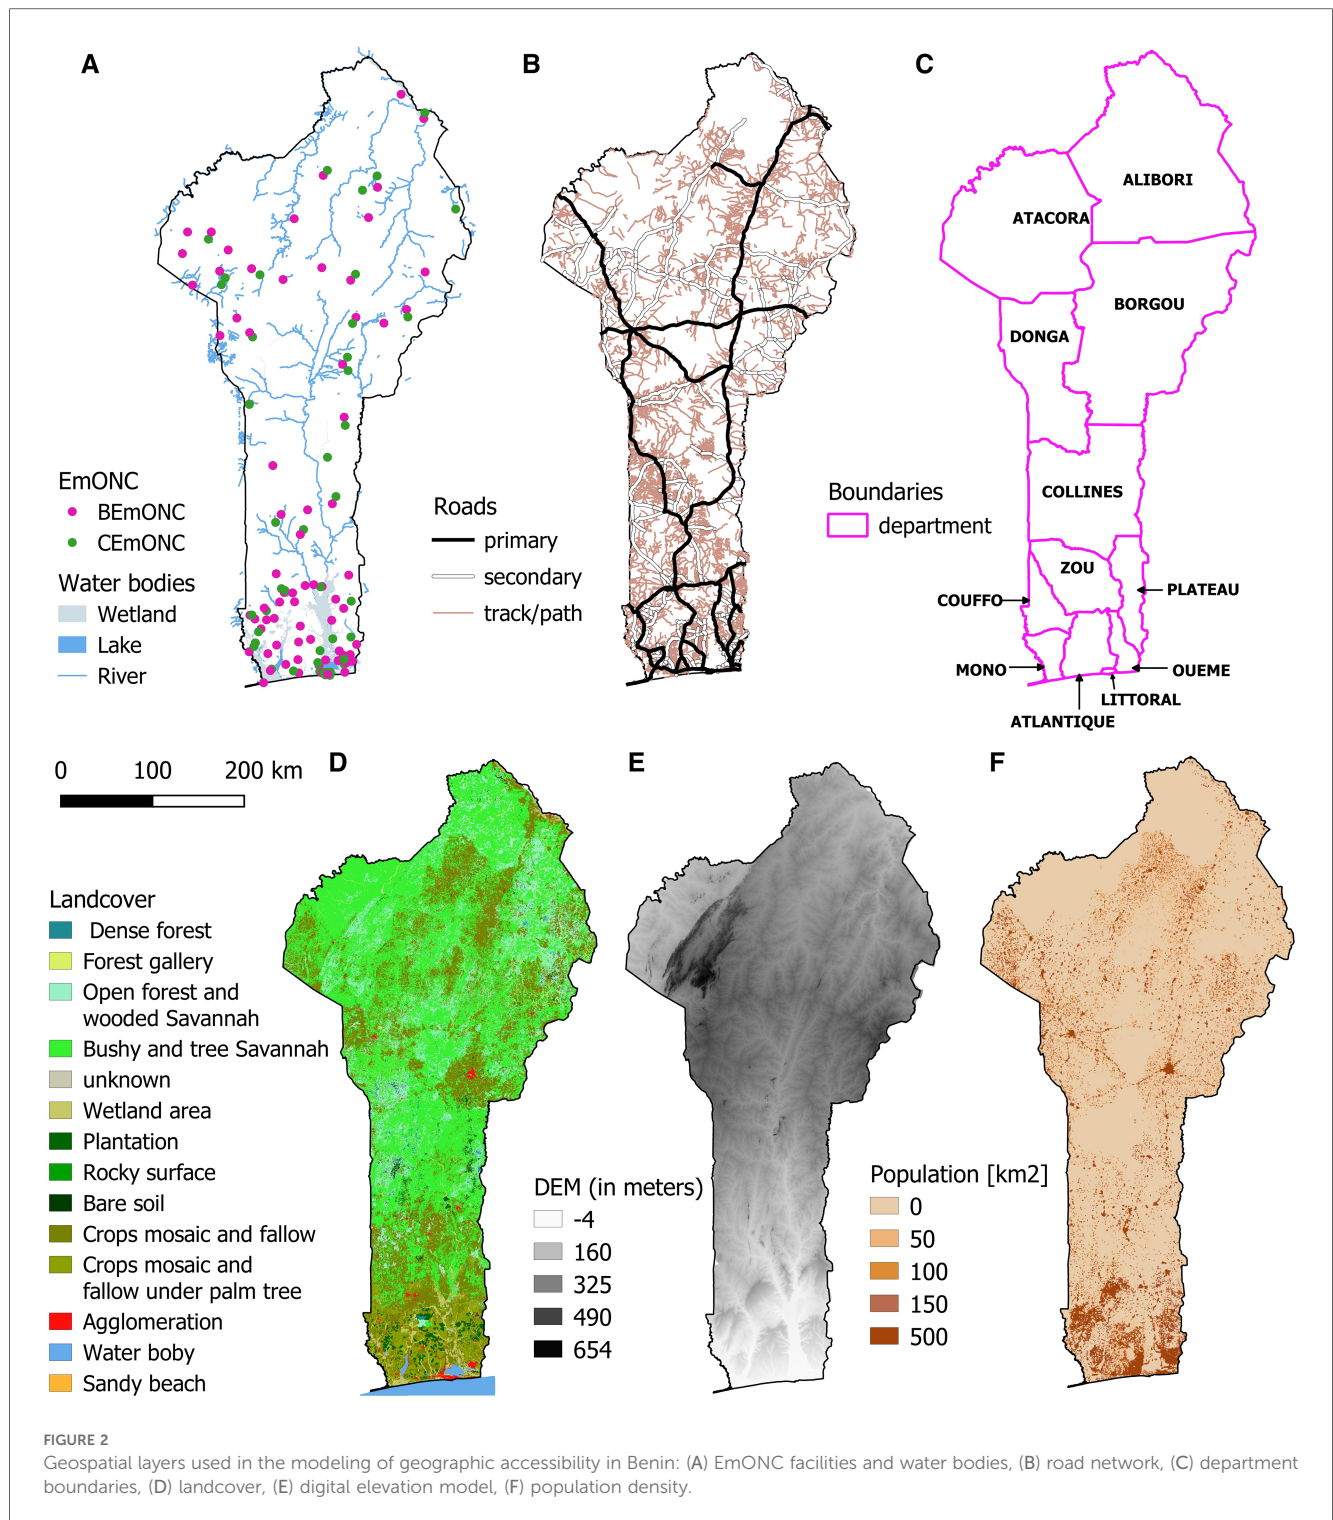 A
B
C
ALIBORI
ATACORA
BORGOU
DONGA
COLLINES
ZOU
PLATEAU
COUFFO
MONO
OUEME
LITTORAL
ATLANTIQUE
EmONC
BEmONC
CEmONC
Water bodies
Wetland
Lake
River
Roads
primary
secondary
track/path
Boundaries
department
0 100 200 km
D
E
F
Landcover
Dense forest
Forest gallery
Open forest and
wooded Savannah
Bushy and tree Savannah
unknown
Wetland area
Plantation
Rocky surface
Bare soil
Crops mosaic and fallow
Crops mosaic and
fallow under palm tree
Agglomeration
Water boby
Sandy beach
DEM (in meters)
-4
160
325
490
654
Population [km2]
0
50
100
150
500
FIGURE 2
Geospatial layers used in the modeling of geographic accessibility in Benin: (A) EmONC facilities and water bodies, (B) road network, (C) department
boundaries, (D) landcover, (E) digital elevation model, (F) population density.